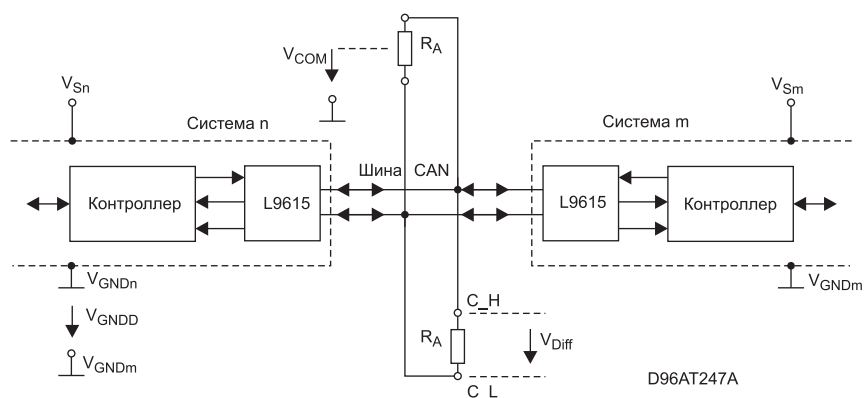 V_COM
R_A
V_Sn
V_Sm
Система n
Система m
Шина CAN
Контроллер
L9615
L9615
Контроллер
V_GNDn
V_GNDm
V_GNDD
V_GNDm
C_H
R_A
V_Diff
C_L
D96AT247A